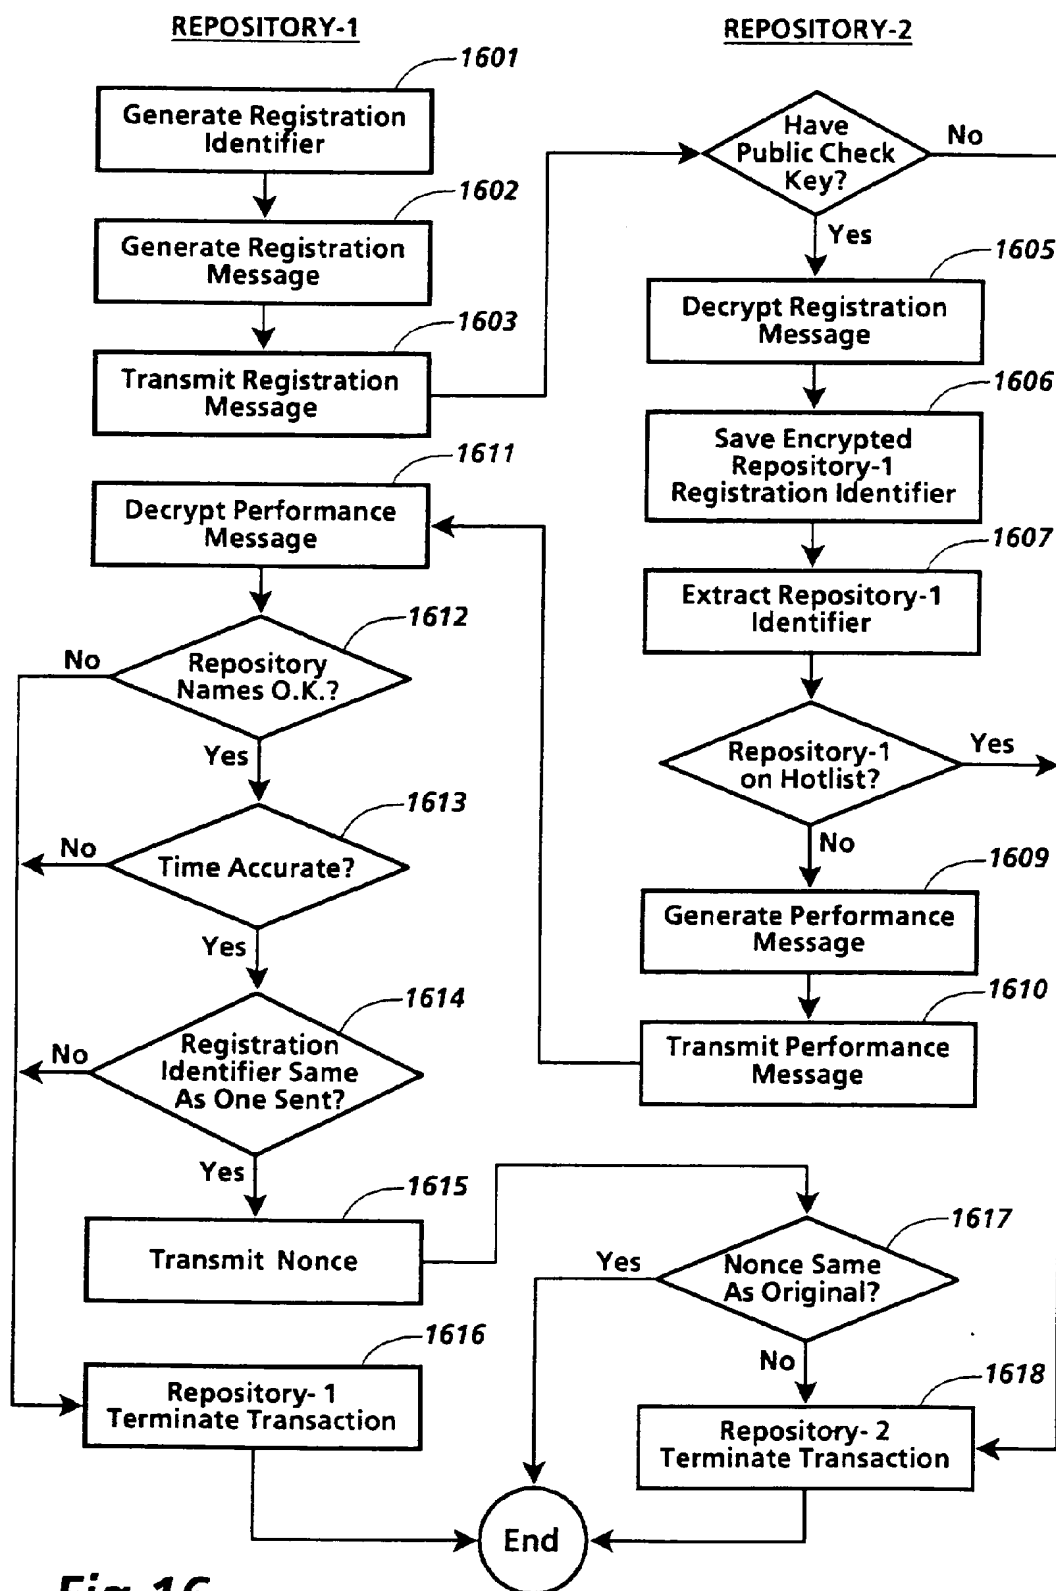 REPOSITORY-1
1601
Generate Registration
Identifier
1602
Generate Registration
Message
1603
Transmit Registration
Message
1611
Decrypt Performance
Message
1612
Repository
Names O.K.?
No
Yes
1613
Time Accurate?
No
Yes
1614
Registration
Identifier Same
As One Sent?
No
Yes
1615
Transmit Nonce
1616
Repository- 1
Terminate Transaction
REPOSITORY-2
Have
Public Check
Key?
No
Yes
1605
Decrypt Registration
Message
1606
Save Encrypted
Repository-1
Registration Identifier
1607
Extract Repository-1
Identifier
Repository-1
on Hotlist?
Yes
No
1609
Generate Performance
Message
1610
Transmit Performance
Message
1617
Nonce Same
As Original?
Yes
No
1618
Repository- 2
Terminate Transaction
End
Fig.16